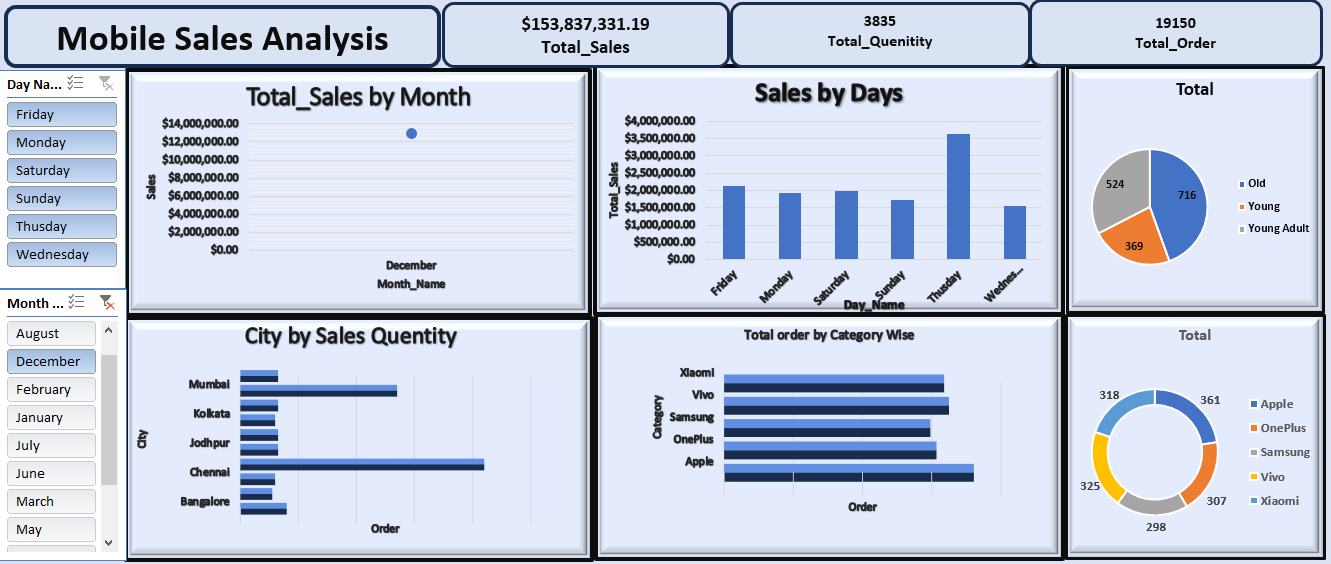 Mobile Sales Analysis
$153,837,331.19
Total_Sales
3835
Total_Quenitity
19150
Total_Order
Day Na...
Friday
Monday
Saturday
Sunday
Thusday
Wednesday
Month ...
August
December
February
January
July
June
March
May
Total_Sales by Month
$14,000,000.00
$12,000,000.00
$10,000,000.00
$8,000,000.00
$6,000,000.00
$4,000,000.00
$2,000,000.00
$0.00
Sales
December
Month_Name
Sales by Days
$4,000,000.00
$3,500,000.00
$3,000,000.00
$2,500,000.00
$2,000,000.00
$1,500,000.00
$1,000,000.00
$500,000.00
$0.00
Total_Sales
Friday
Monday
Saturday
Sunday
Thusday
Wednes...
Day_Name
Total
716
369
524
Old
Young
Young Adult
City by Sales Quentity
Mumbai
Kolkata
Jodhpur
Chennai
Bangalore
City
Order
Total order by Category Wise
Xiaomi
Vivo
Samsung
OnePlus
Apple
Category
Order
Total
361
307
298
325
318
Apple
OnePlus
Samsung
Vivo
Xiaomi